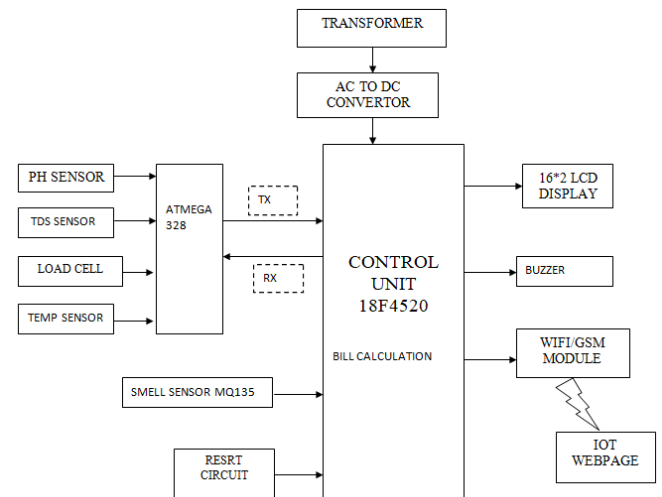 TRANSFORMER
AC TO DC
CONVERTOR
PH SENSOR
TDS SENSOR
LOAD CELL
TEMP SENSOR
ATMEGA
328
TX
RX
CONTROL
UNIT
18F4520
BILL CALCULATION
SMELL SENSOR MQ135
RESRT
CIRCUIT
16*2 LCD
DISPLAY
BUZZER
WIFI/GSM
MODULE
IOT
WEBPAGE